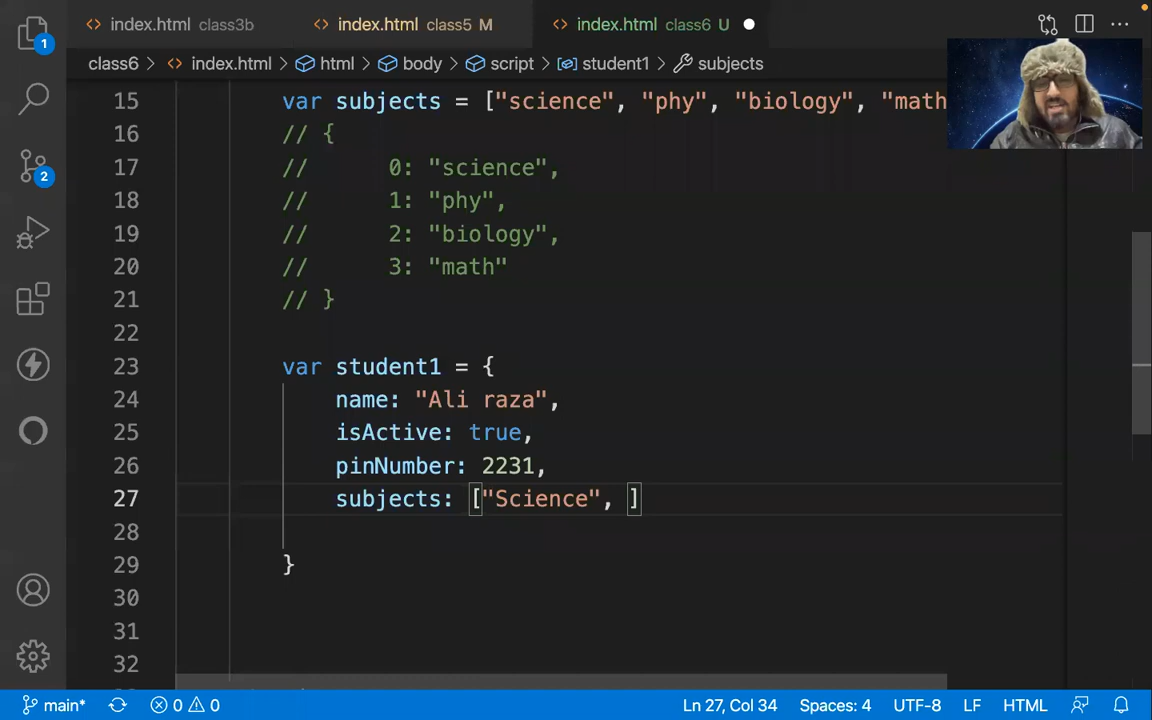 index.html class3b
index.html class5 M
index.html class6 U
1
class6 > index.html > html > body > script > student1 > subjects
15 var subjects = ["science", "phy", "biology", "math
16 // {
17 // 0: "science",
2
18 // 1: "phy",
19 // 2: "biology",
20 // 3: "math"
21 // }
22
23 var student1 = {
24 name: "Ali raza",
25 isActive: true,
26 pinNumber: 2231,
27 subjects: ["Science", ]
28
29 }
30
31
32
main* 0 0 Ln 27, Col 34 Spaces: 4 UTF-8 LF HTML